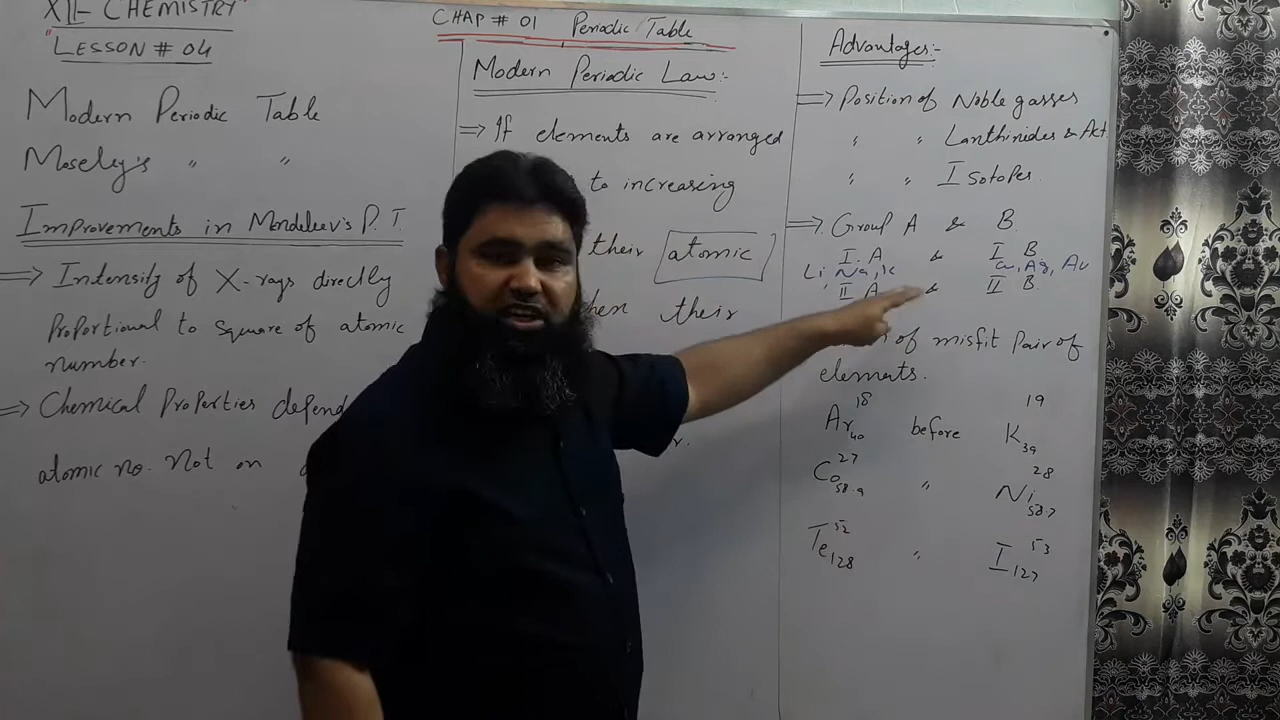 XII- CHEMISTRY
"LESSON # 04
Modern Periodic Table
Moseley's " "
Improvements in Mendeleev's P.T.
⇒ Intensity of X-rays directly
Proportional to square of atomic
number.
⇒ Chemical Properties depend
atomic no. Not on
CHAP # 01 Periodic Table
Modern Periodic Law:-
⇒ If elements are arranged
to increasing
their atomic
their
Advantages:-
⇒ Position of Noble gasses
" " Lanthinides & Act.
" " Isotopes.
⇒ Group A & B.
I A & I B
Li, Na, K Cu, Ag, Au
II A & II B.
of misfit Pair of
elements.
Ar 18 40 before K 19 39
Co 27 58.9 " Ni 28 58.7
Te 52 128 " I 53 127